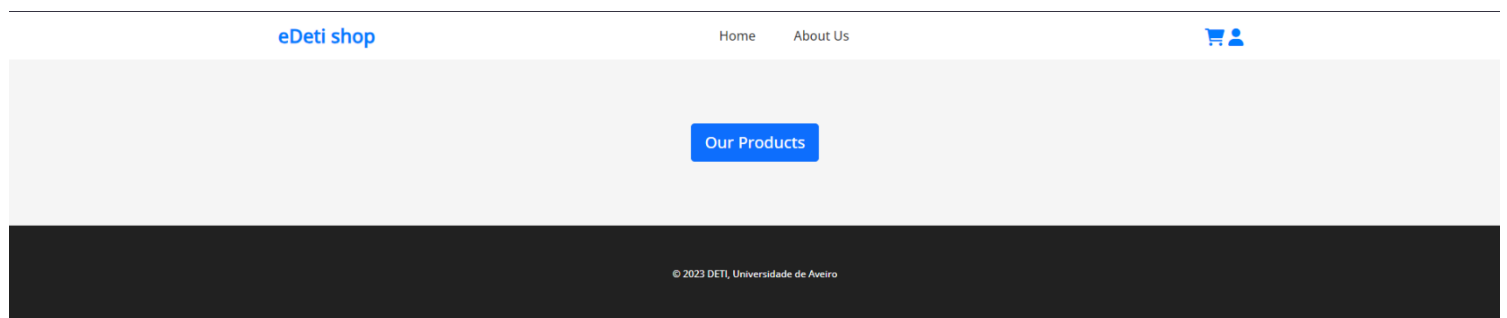 eDeti shop
Home
About Us
Our Products
© 2023 DETI, Universidade de Aveiro